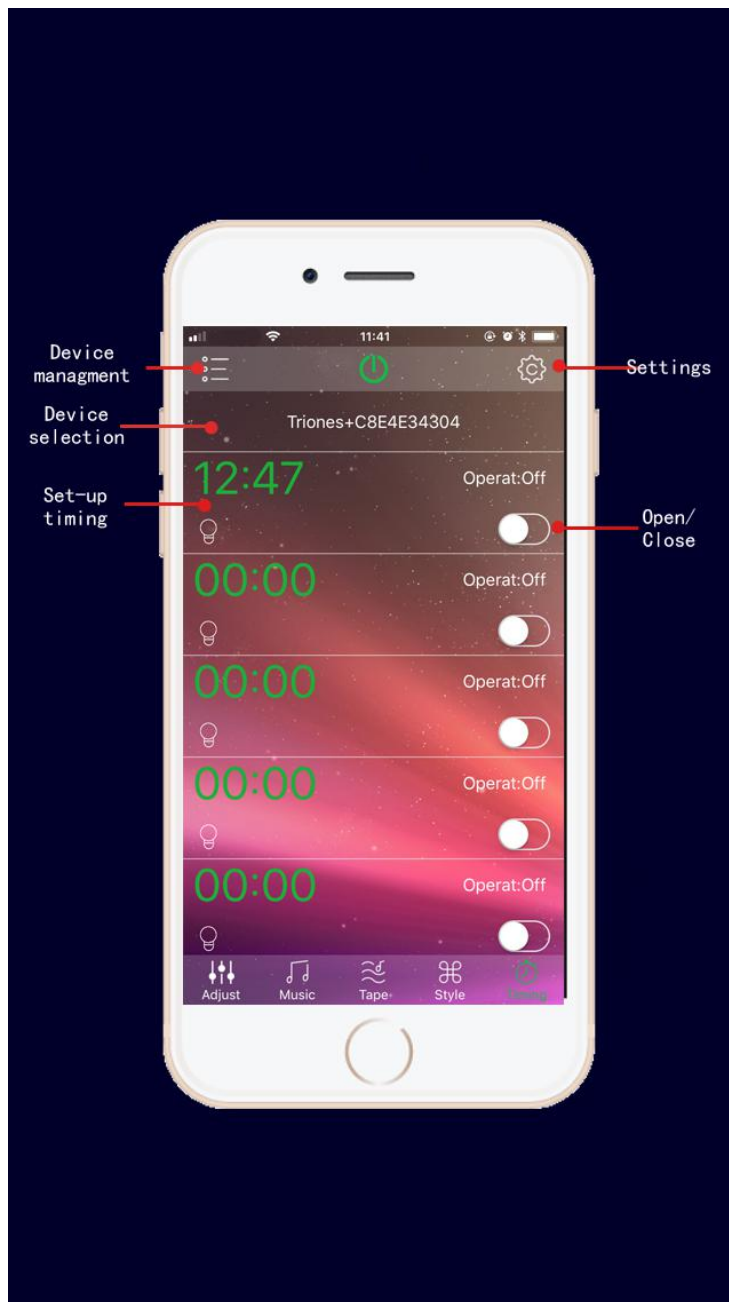 11:41
Device
managment
Settings
Device
selection
Triones+C8E4E34304
12:47
Operat:Off
Set-up
timing
Open/
Close
00:00
Operat:Off
00:00
Operat:Off
00:00
Operat:Off
00:00
Operat:Off
Adjust
Music
Tape
Style
Timing